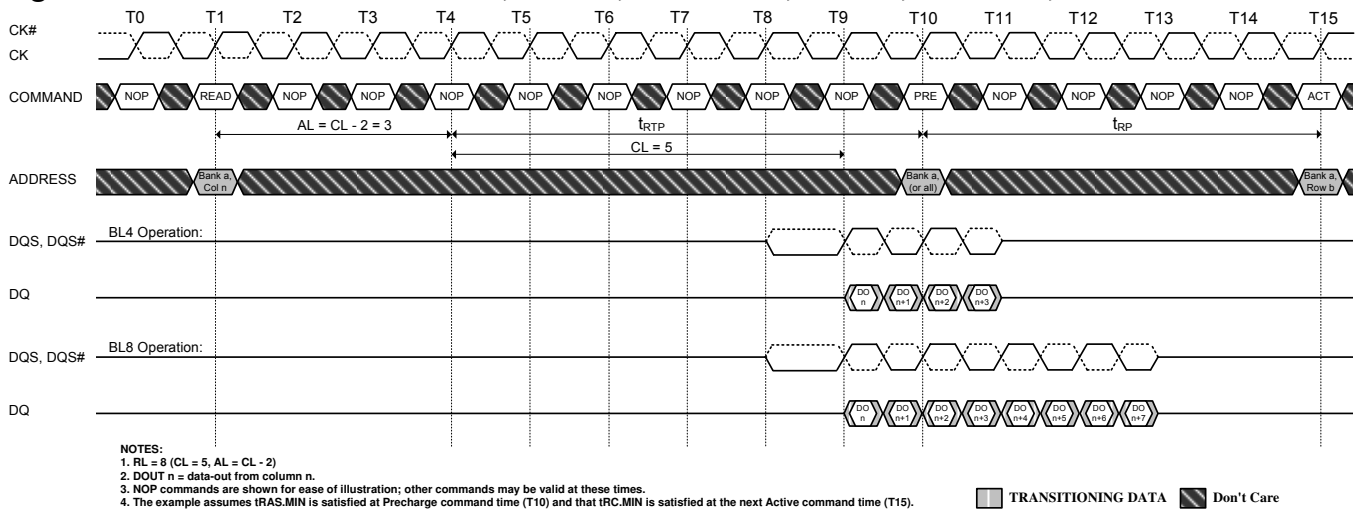 T0 T1 T2 T3 T4 T5 T6 T7 T8 T9 T10 T11 T12 T13 T14 T15
CK#
CK
COMMAND NOP READ NOP NOP NOP NOP NOP NOP NOP NOP PRE NOP NOP NOP NOP ACT
AL = CL - 2 = 3 tRTP tRP
CL = 5
ADDRESS Bank a, Col n Bank a, (or all) Bank a, Row b
DQS, DQS# BL4 Operation:
DQ DO n DO n+1 DO n+2 DO n+3
DQS, DQS# BL8 Operation:
DQ DO n DO n+1 DO n+2 DO n+3 DO n+4 DO n+5 DO n+6 DO n+7
NOTES:
1. RL = 8 (CL = 5, AL = CL - 2)
2. DOUT n = data-out from column n.
3. NOP commands are shown for ease of illustration; other commands may be valid at these times.
4. The example assumes tRAS.MIN is satisfied at Precharge command time (T10) and that tRC.MIN is satisfied at the next Active command time (T15).
TRANSITIONING DATA Don't Care